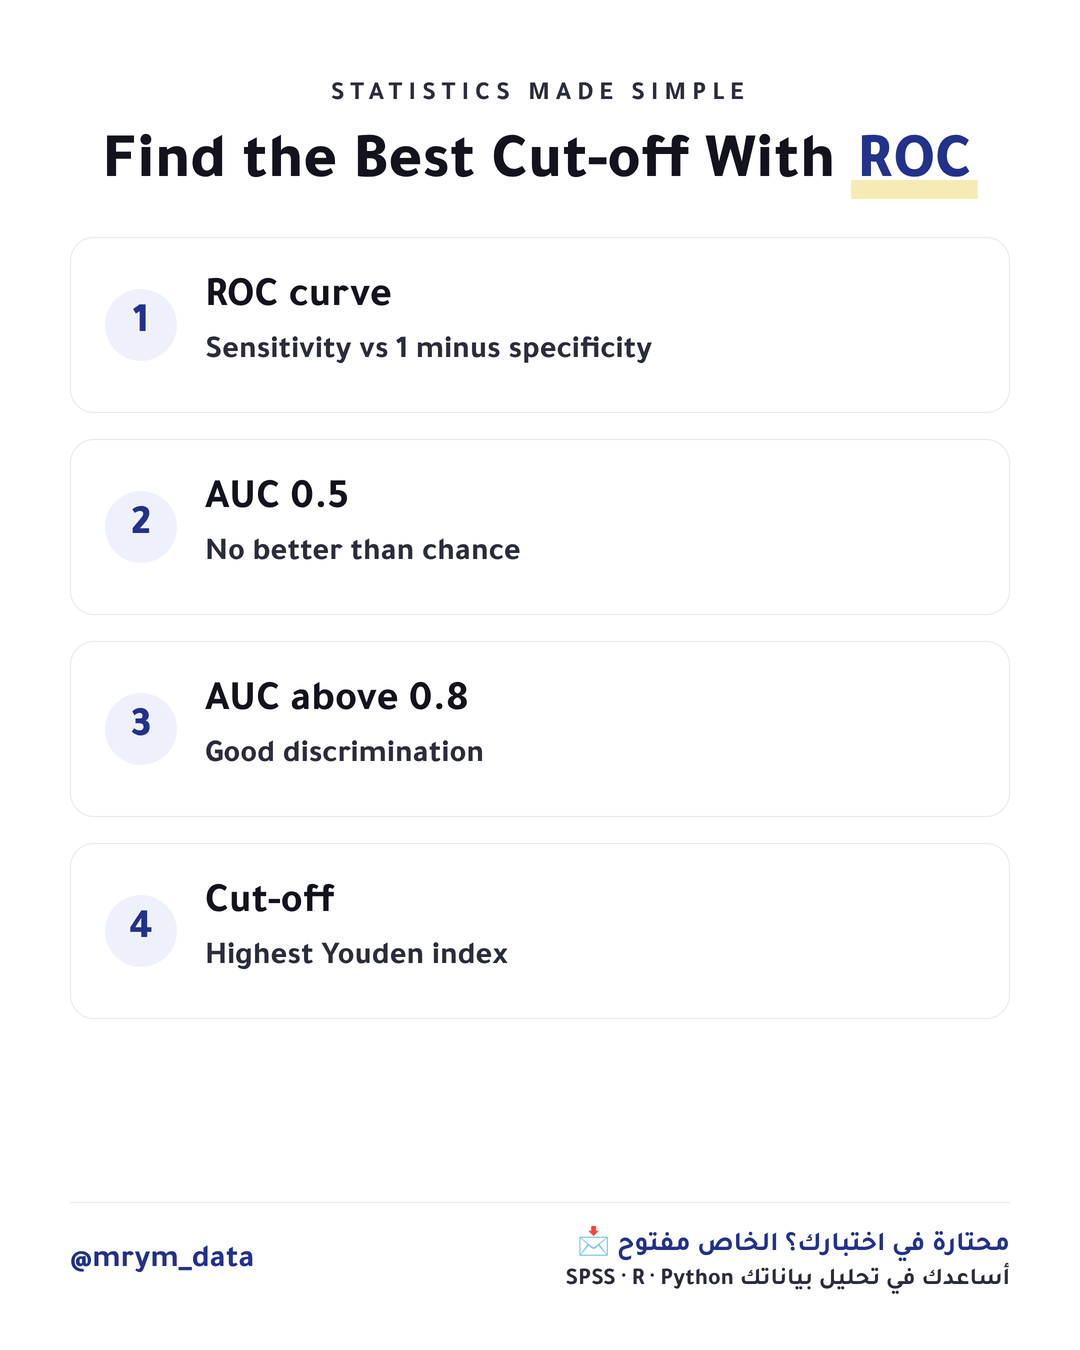 STATISTICS MADE SIMPLE
Find the Best Cut-off With ROC
1
ROC curve
Sensitivity vs 1 minus specificity
2
AUC 0.5
No better than chance
3
AUC above 0.8
Good discrimination
4
Cut-off
Highest Youden index
@mrym_data
محتارة في اختبارك؟ الخاص مفتوح 📩
أساعدك في تحليل بياناتك SPSS · R · Python